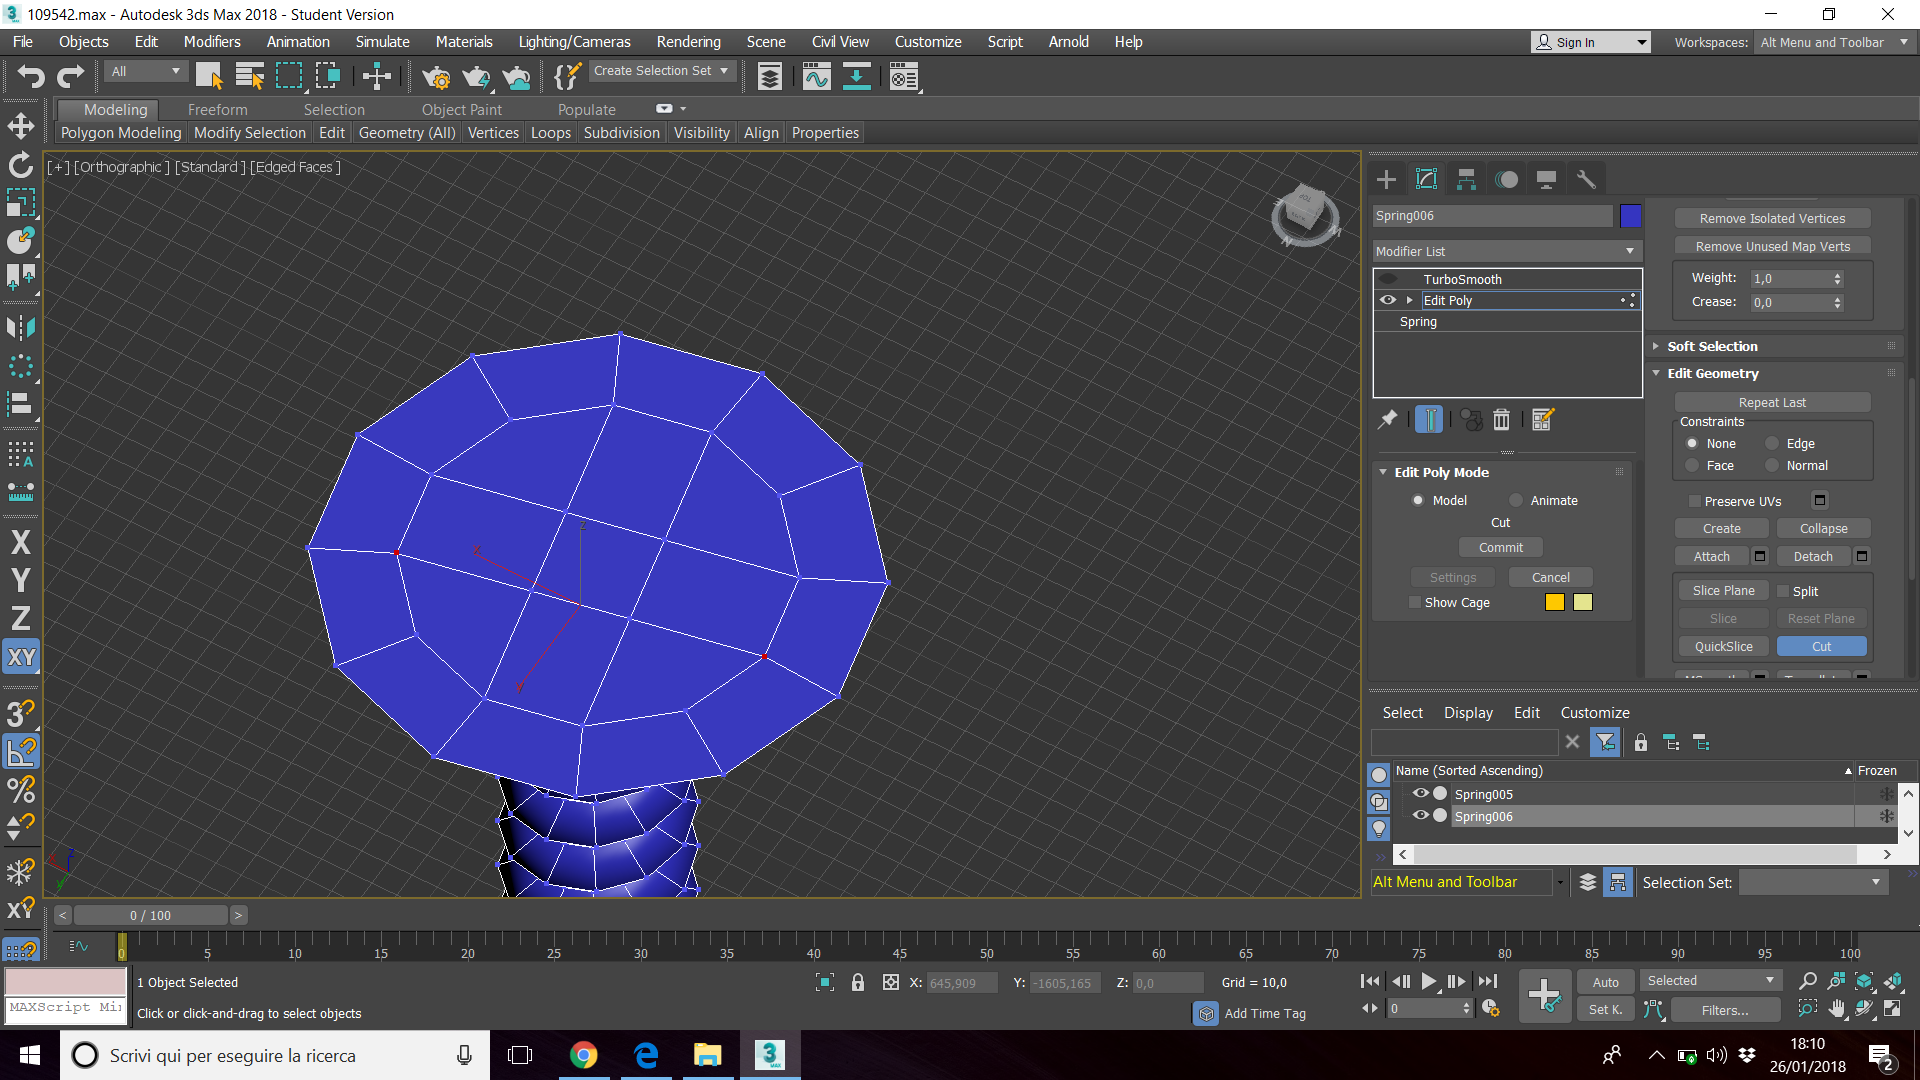 109542.max - Autodesk 3ds Max 2018 - Student Version
File Objects Edit Modifiers Animation Simulate Materials Lighting/Cameras Rendering Scene Civil View Customize Script Arnold Help
Sign In Workspaces: Alt Menu and Toolbar
All Create Selection Set
Modeling Freeform Selection Object Paint Populate
Polygon Modeling Modify Selection Edit Geometry (All) Vertices Loops Subdivision Visibility Align Properties
[+] [Orthographic ] [Standard ] [Edged Faces ]
TOP
N
Spring006
Modifier List
TurboSmooth
Edit Poly
Spring
Remove Isolated Vertices
Remove Unused Map Verts
Weight: 1,0
Crease: 0,0
Soft Selection
Edit Geometry
Repeat Last
Constraints
None Edge
Face Normal
Preserve UVs
Create Collapse
Attach Detach
Slice Plane Split
Slice Reset Plane
QuickSlice Cut
Edit Poly Mode
Model Animate
Cut
Commit
Settings Cancel
Show Cage
X
Y
Z
XY
3
%
XY
x
y
z
Select Display Edit Customize
Name (Sorted Ascending) Frozen
Spring005
Spring006
Alt Menu and Toolbar Selection Set:
< 0 / 100 >
0 5 10 15 20 25 30 35 40 45 50 55 60 65 70 75 80 85 90 95 100
1 Object Selected X: 645,909 Y: -1605,165 Z: 0,0 Grid = 10,0 Auto Selected
MAXScript Mi
Click or click-and-drag to select objects Add Time Tag 0 Set K. Filters...
Scrivi qui per eseguire la ricerca
3
MAX
18:10
26/01/2018
2